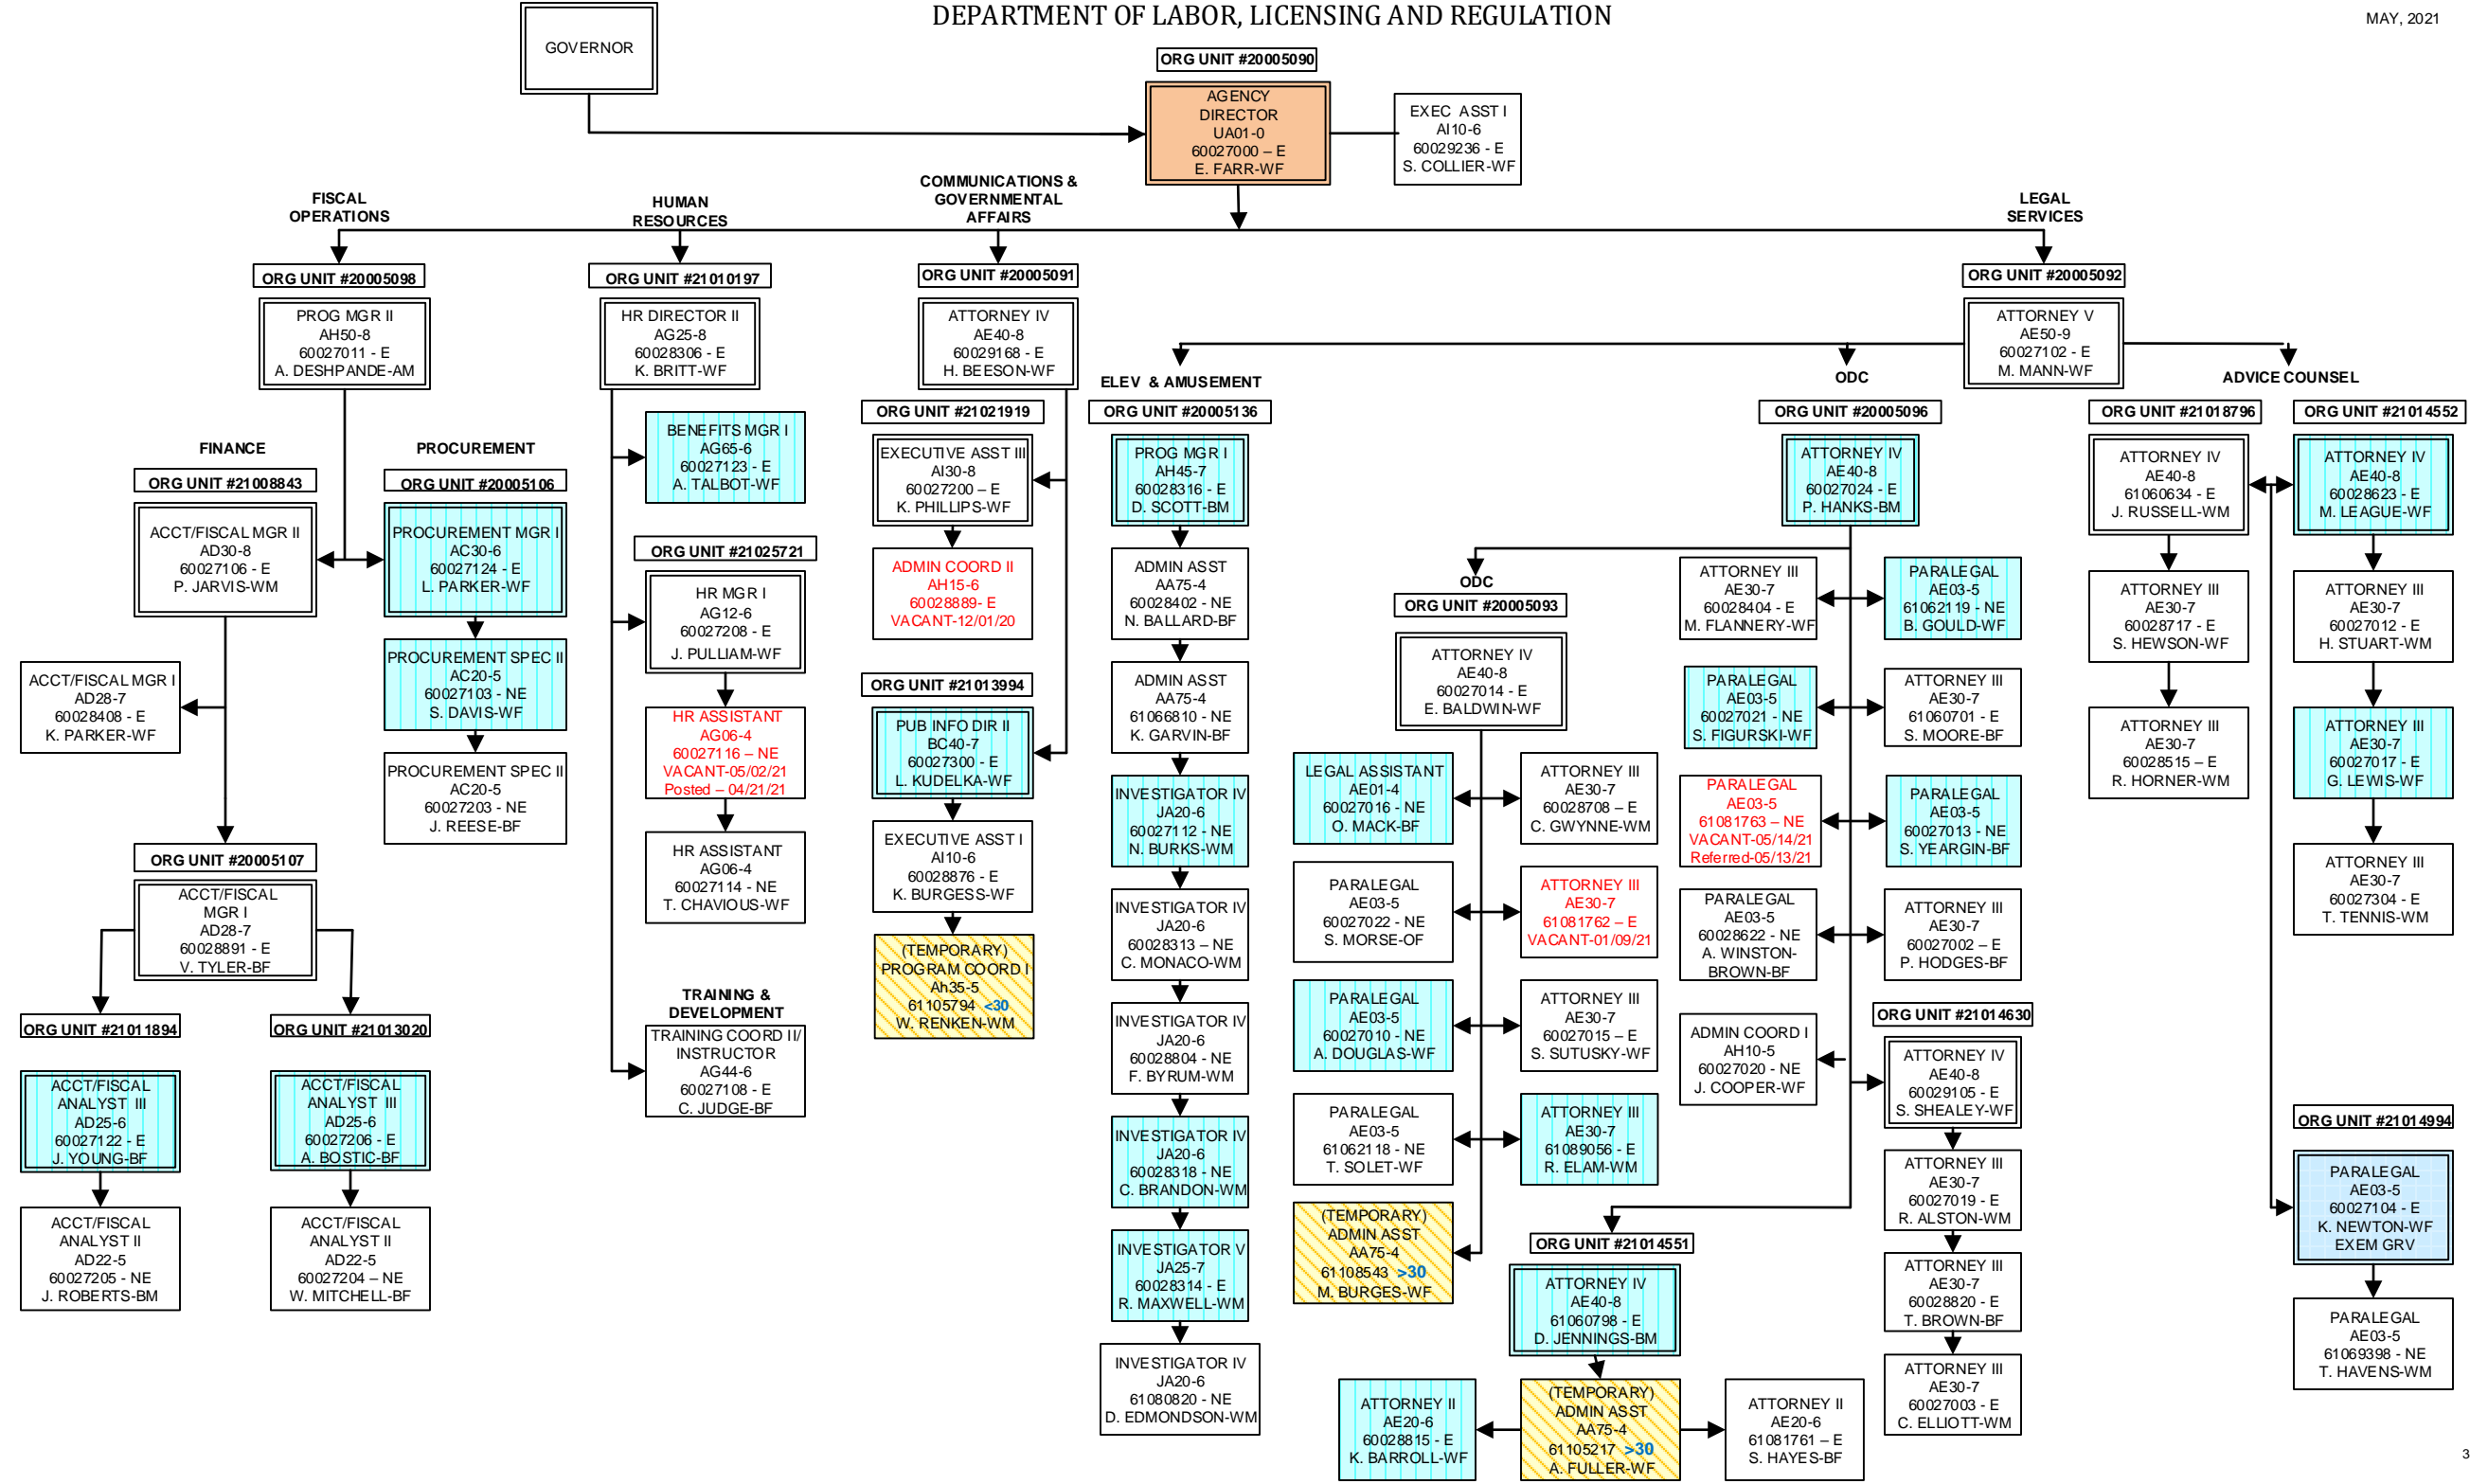 DEPARTMENT OF LABOR, LICENSING AND REGULATION
MAY, 2021
GOVERNOR
ORG UNIT #20005090
AGENCY
DIRECTOR
UA01-0
60027000 – E
E. FARR-WF
EXEC ASST I
AI10-6
60029236 - E
S. COLLIER-WF
FISCAL
OPERATIONS
HUMAN
RESOURCES
COMMUNICATIONS &
GOVERNMENTAL
AFFAIRS
LEGAL
SERVICES
ORG UNIT #20005098
PROG MGR II
AH50-8
60027011 - E
A. DESHPANDE-AM
FINANCE
ORG UNIT #21008843
ACCT/FISCAL MGR II
AD30-8
60027106 - E
P. JARVIS-WM
ACCT/FISCAL MGR I
AD28-7
60028408 - E
K. PARKER-WF
ORG UNIT #20005107
ACCT/FISCAL
MGR I
AD28-7
60028891 - E
V. TYLER-BF
ORG UNIT #21011894
ACCT/FISCAL
ANALYST III
AD25-6
60027122 - E
J. YOUNG-BF
ACCT/FISCAL
ANALYST II
AD22-5
60027205 - NE
J. ROBERTS-BM
ORG UNIT #21013020
ACCT/FISCAL
ANALYST III
AD25-6
60027206 - E
A. BOSTIC-BF
ACCT/FISCAL
ANALYST II
AD22-5
60027204 – NE
W. MITCHELL-BF
PROCUREMENT
ORG UNIT #20005106
PROCUREMENT MGR I
AC30-6
60027124 - E
L. PARKER-WF
PROCUREMENT SPEC II
AC20-5
60027103 - NE
S. DAVIS-WF
PROCUREMENT SPEC II
AC20-5
60027203 - NE
J. REESE-BF
ORG UNIT #21010197
HR DIRECTOR II
AG25-8
60028306 - E
K. BRITT-WF
BENEFITS MGR I
AG65-6
60027123 - E
A. TALBOT-WF
ORG UNIT #21025721
HR MGR I
AG12-6
60027208 - E
J. PULLIAM-WF
HR ASSISTANT
AG06-4
60027116 – NE
VACANT-05/02/21
Posted – 04/21/21
HR ASSISTANT
AG06-4
60027114 - NE
T. CHAVIOUS-WF
TRAINING &
DEVELOPMENT
TRAINING COORD II/
INSTRUCTOR
AG44-6
60027108 - E
C. JUDGE-BF
ORG UNIT #20005091
ATTORNEY IV
AE40-8
60029168 - E
H. BEESON-WF
ORG UNIT #21021919
EXECUTIVE ASST III
AI30-8
60027200 – E
K. PHILLIPS-WF
ADMIN COORD II
AH15-6
60028889- E
VACANT-12/01/20
ORG UNIT #21013994
PUB INFO DIR II
BC40-7
60027300 - E
L. KUDELKA-WF
EXECUTIVE ASST I
AI10-6
60028876 - E
K. BURGESS-WF
(TEMPORARY)
PROGRAM COORD I
Ah35-5
61105794 <30
W. RENKEN-WM
ORG UNIT #20005092
ATTORNEY V
AE50-9
60027102 - E
M. MANN-WF
ELEV & AMUSEMENT
ORG UNIT #20005136
PROG MGR I
AH45-7
60028316 - E
D. SCOTT-BM
ADMIN ASST
AA75-4
60028402 - NE
N. BALLARD-BF
ADMIN ASST
AA75-4
61066810 - NE
K. GARVIN-BF
INVESTIGATOR IV
JA20-6
60027112 - NE
N. BURKS-WM
INVESTIGATOR IV
JA20-6
60028313 – NE
C. MONACO-WM
INVESTIGATOR IV
JA20-6
60028804 - NE
F. BYRUM-WM
INVESTIGATOR IV
JA20-6
60028318 - NE
C. BRANDON-WM
INVESTIGATOR V
JA25-7
60028314 - E
R. MAXWELL-WM
INVESTIGATOR IV
JA20-6
61080820 - NE
D. EDMONDSON-WM
ODC
ORG UNIT #20005096
ATTORNEY IV
AE40-8
60027024 - E
P. HANKS-BM
ODC
ORG UNIT #20005093
ATTORNEY IV
AE40-8
60027014 - E
E. BALDWIN-WF
LEGAL ASSISTANT
AE01-4
60027016 - NE
O. MACK-BF
ATTORNEY III
AE30-7
60028708 – E
C. GWYNNE-WM
PARALEGAL
AE03-5
60027022 - NE
S. MORSE-OF
ATTORNEY III
AE30-7
61081762 – E
VACANT-01/09/21
PARALEGAL
AE03-5
60027010 - NE
A. DOUGLAS-WF
ATTORNEY III
AE30-7
60027015 – E
S. SUTUSKY-WF
PARALEGAL
AE03-5
61062118 - NE
T. SOLET-WF
ATTORNEY III
AE30-7
61089056 - E
R. ELAM-WM
(TEMPORARY)
ADMIN ASST
AA75-4
61108543 >30
M. BURGES-WF
ATTORNEY III
AE30-7
60028404 - E
M. FLANNERY-WF
PARALEGAL
AE03-5
61062119 - NE
B. GOULD-WF
PARALEGAL
AE03-5
60027021 - NE
S. FIGURSKI-WF
ATTORNEY III
AE30-7
61060701 - E
S. MOORE-BF
PARALEGAL
AE03-5
61081763 – NE
VACANT-05/14/21
Referred-05/13/21
PARALEGAL
AE03-5
60027013 - NE
S. YEARGIN-BF
PARALEGAL
AE03-5
60028622 - NE
A. WINSTON-
BROWN-BF
ATTORNEY III
AE30-7
60027002 – E
P. HODGES-BF
ADMIN COORD I
AH10-5
60027020 - NE
J. COOPER-WF
ORG UNIT #21014630
ATTORNEY IV
AE40-8
60029105 - E
S. SHEALEY-WF
ATTORNEY III
AE30-7
60027019 - E
R. ALSTON-WM
ATTORNEY III
AE30-7
60028820 - E
T. BROWN-BF
ATTORNEY III
AE30-7
60027003 - E
C. ELLIOTT-WM
ORG UNIT #21014551
ATTORNEY IV
AE40-8
61060798 - E
D. JENNINGS-BM
ATTORNEY II
AE20-6
60028815 - E
K. BARROLL-WF
(TEMPORARY)
ADMIN ASST
AA75-4
61105217 >30
A. FULLER-WF
ATTORNEY II
AE20-6
61081761 – E
S. HAYES-BF
ADVICE COUNSEL
ORG UNIT #21018796
ATTORNEY IV
AE40-8
61060634 - E
J. RUSSELL-WM
ATTORNEY III
AE30-7
60028717 - E
S. HEWSON-WF
ATTORNEY III
AE30-7
60028515 – E
R. HORNER-WM
ORG UNIT #21014552
ATTORNEY IV
AE40-8
60028623 - E
M. LEAGUE-WF
ATTORNEY III
AE30-7
60027012 - E
H. STUART-WM
ATTORNEY III
AE30-7
60027017 - E
G. LEWIS-WF
ATTORNEY III
AE30-7
60027304 - E
T. TENNIS-WM
ORG UNIT #21014994
PARALEGAL
AE03-5
60027104 - E
K. NEWTON-WF
EXEM GRV
PARALEGAL
AE03-5
61069398 - NE
T. HAVENS-WM
3